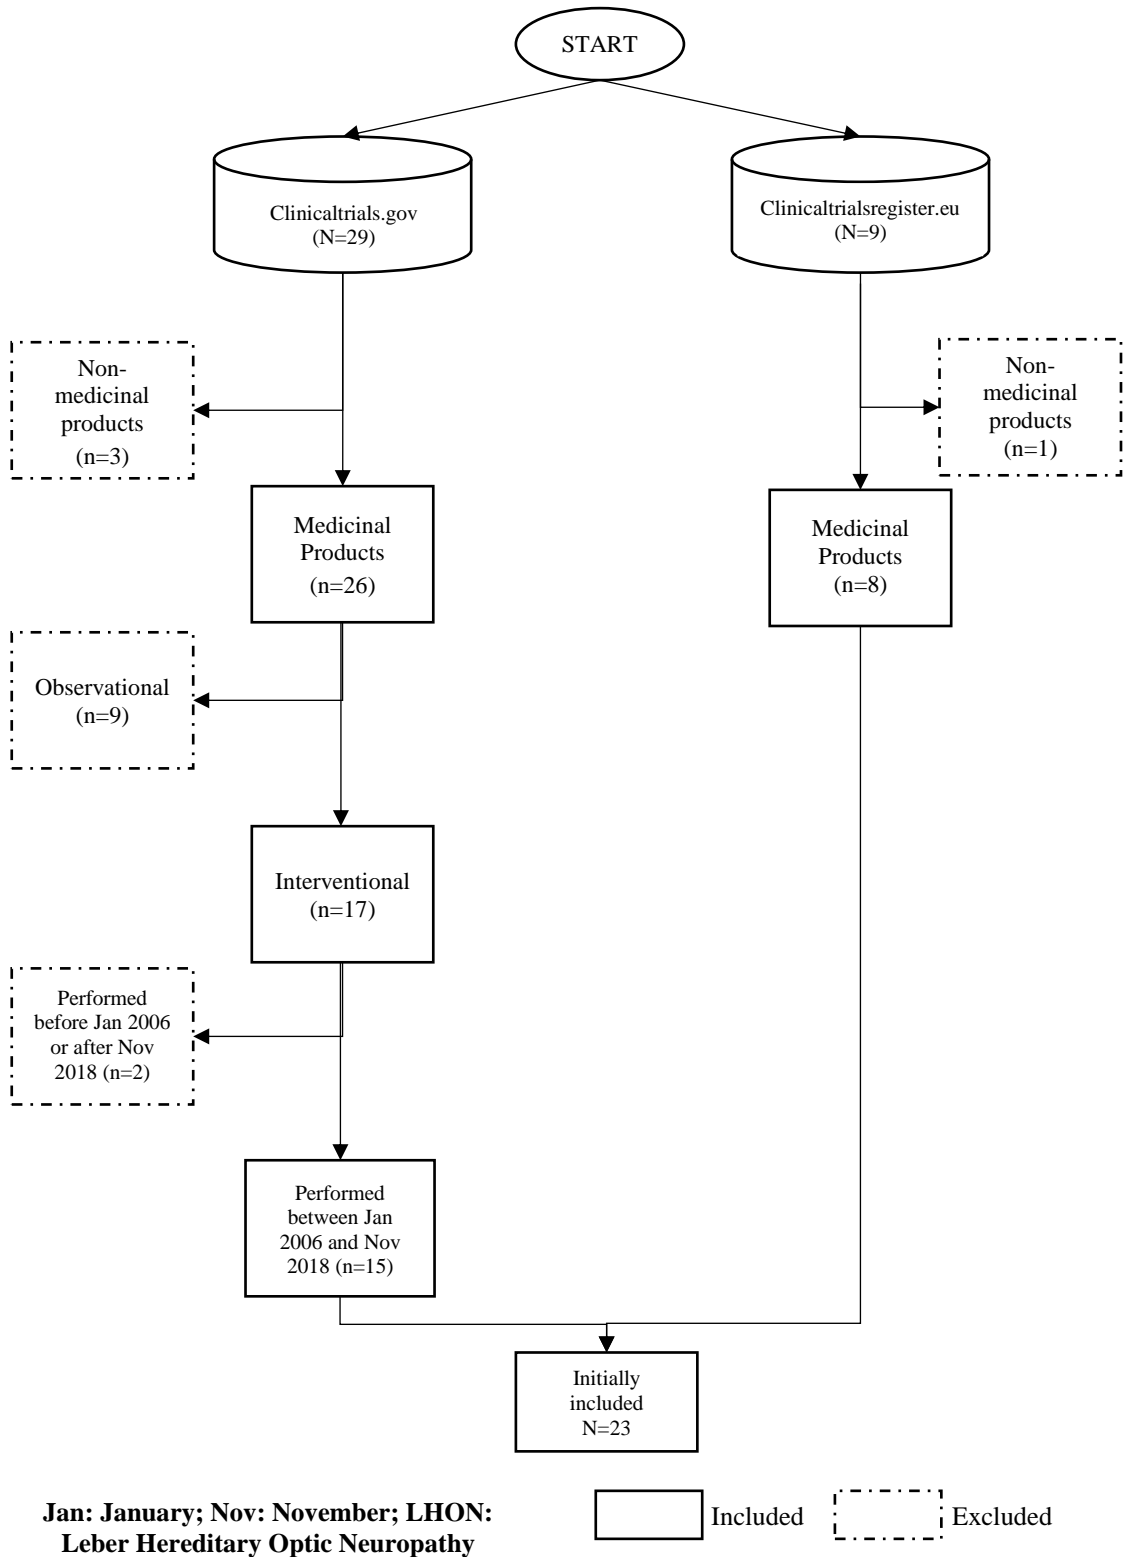 START
Clinicaltrials.gov
(N=29)
Clinicaltrialsregister.eu
(N=9)
Non-
medicinal
products
(n=3)
Non-
medicinal
products
(n=1)
Medicinal
Products
(n=26)
Medicinal
Products
(n=8)
Observational
(n=9)
Interventional
(n=17)
Performed
before Jan 2006
or after Nov
2018 (n=2)
Performed
between Jan
2006 and Nov
2018 (n=15)
Initially
included
N=23
Jan: January; Nov: November; LHON:
Leber Hereditary Optic Neuropathy
Included
Excluded